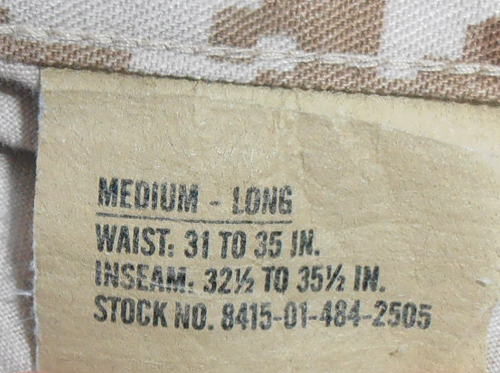 MEDIUM - LONG
WAIST: 31 TO 35 IN.
INSEAM: 32½ TO 35½ IN.
STOCK NO. 8415-01-484-2505